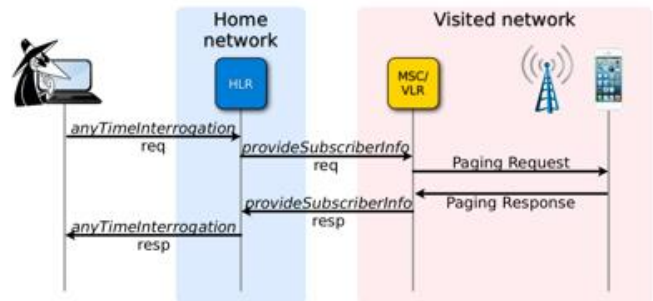 Home
network
Visited network
HLR
MSC/
VLR
anyTimeInterrogation
req
provideSubscriberInfo
req
Paging Request
provideSubscriberInfo
resp
Paging Response
anyTimeInterrogation
resp